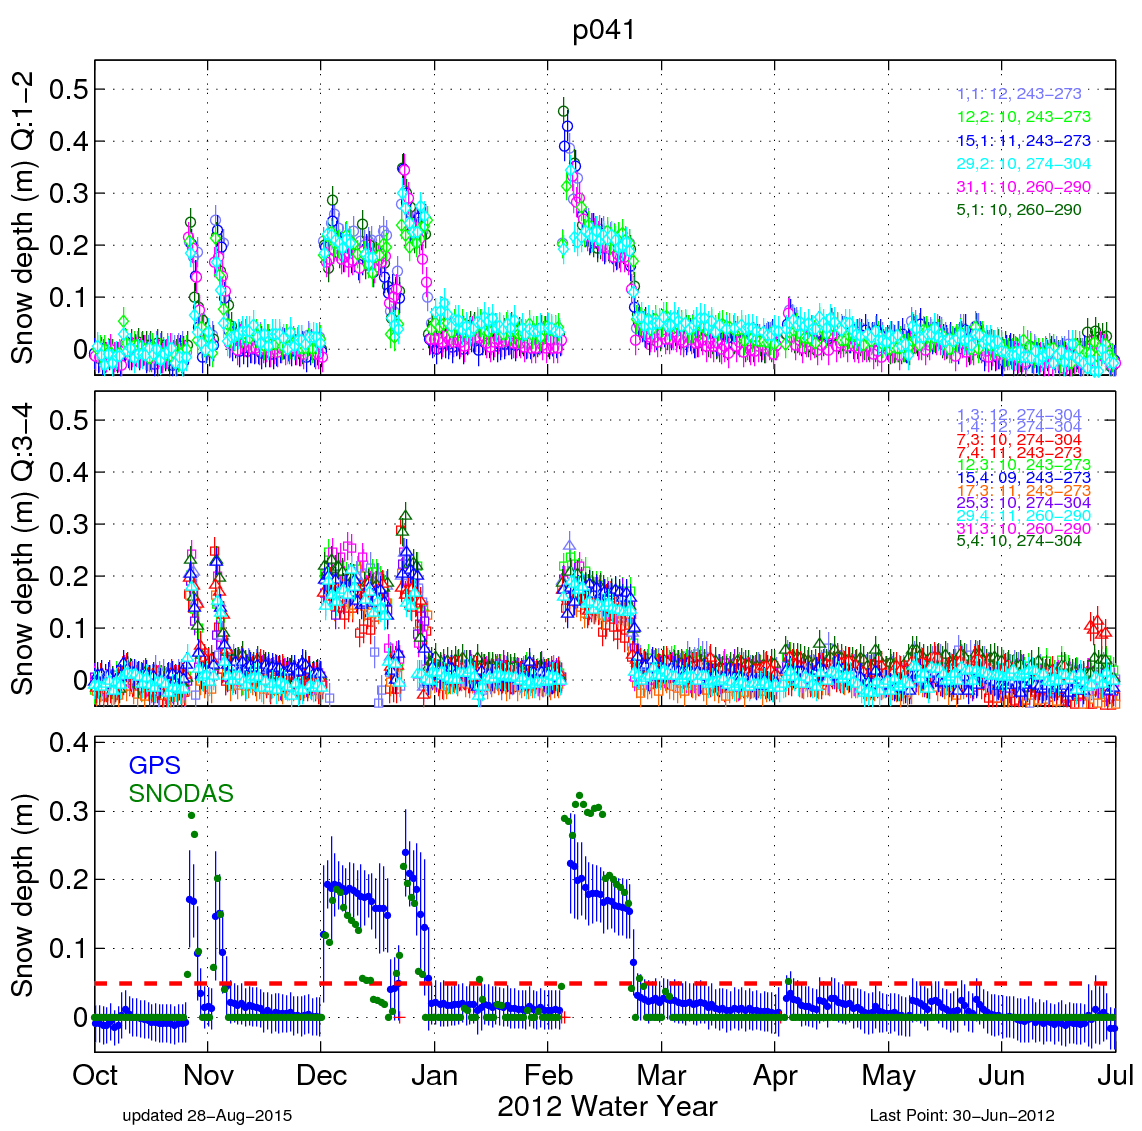 p041
Snow depth (m) Q:1−2
0.5
0.4
0.3
0.2
0.1
0
1,1: 12, 243−273
12,2: 10, 243−273
15,1: 11, 243−273
29,2: 10, 274−304
31,1: 10, 260−290
5,1: 10, 260−290
Snow depth (m) Q:3−4
0.5
0.4
0.3
0.2
0.1
0
1,3: 12, 274−304
1,4: 12, 274−304
7,3: 10, 274−304
7,4: 11, 243−273
12,3: 10, 243−273
15,4: 09, 243−273
17,3: 11, 243−273
25,3: 10, 274−304
29,4: 11, 260−290
31,3: 10, 260−290
5,4: 10, 274−304
Snow depth (m)
0.4
0.3
0.2
0.1
0
GPS
SNODAS
Oct Nov Dec Jan Feb Mar Apr May Jun Jul
2012 Water Year
updated 28−Aug−2015
Last Point: 30−Jun−2012